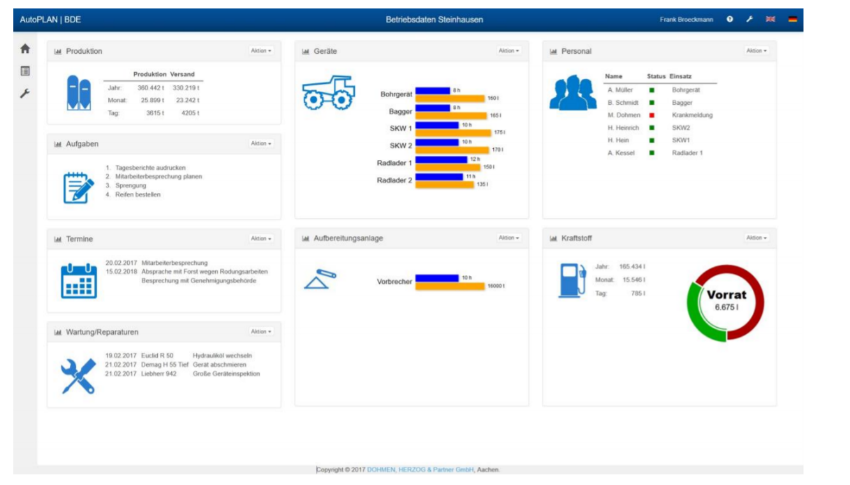 AutoPLAN | BDE
Betriebsdaten Steinhausen
Frank Broeckmann
Produktion
Aktion
Produktion Versand
Jahr: 360.442 t 330.219 t
Monat: 25.899 t 23.242 t
Tag: 3615 t 4205 t
Aufgaben
Aktion
1. Tagesberichte audrucken
2. Mitarbeiterbesprechung planen
3. Sprengung
4. Reifen bestellen
Termine
Aktion
20.02.2017 Mitarbeiterbesprechung
15.02.2018 Absprache mit Forst wegen Rodungsarbeiten
Besprechung mit Genehmigungsbehörde
Wartung/Reparaturen
Aktion
19.02.2017 Euclid R 50 Hydrauliköl wechseln
21.02.2017 Demag H 55 Tief Gerät abschmieren
21.02.2017 Liebherr 942 Große Geräteinspektion
Geräte
Aktion
Bohrgerät 8 h
160 l
Bagger 8 h
165 l
SKW 1 10 h
175 l
SKW 2 10 h
170 l
Radlader 1 12 h
150 l
Radlader 2 11 h
135 l
Aufbereitungsanlage
Aktion
Vorbrecher 10 h
Personal
Aktion
Name Status Einsatz
A. Müller Bohrgerät
B. Schmidt Bagger
M. Dohmen Krankmeldung
H. Heinrich SKW2
H. Hein SKW1
A. Kessel Radlader 1
Kraftstoff
Aktion
Jahr: 165.434 l
Monat: 15.546 l
Tag: 785 l
Vorrat
6.675 l
Copyright © 2017 DOHMEN, HERZOG & Partner GmbH, Aachen.